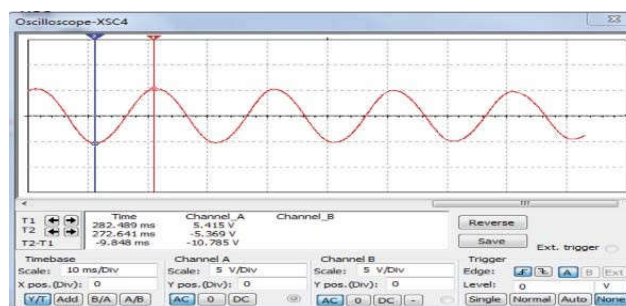 Oscilloscope-XSC4
2 1
T1
T2
T2-T1
Time Channel_A Channel_B
282.489 ms 5.415 V
272.641 ms -5.369 V
-9.848 ms -10.785 V
Reverse
Save
Ext. trigger
Timebase
Scale: 10 ms/Div
X pos.(Div): 0
Y/T Add B/A A/B
Channel A
Scale: 5 V/Div
Y pos.(Div): 0
AC 0 DC
Channel B
Scale: 5 V/Div
Y pos.(Div): 0
AC 0 DC -
Trigger
Edge: A B Ext
Level: 0 V
Single Normal Auto None